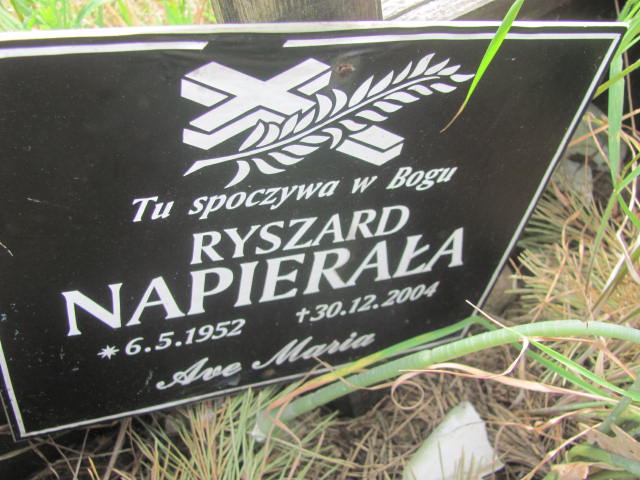 Tu spoczywa w Bogu
RYSZARD
NAPIERAŁA
*6.5.1952 †30.12.2004
Ave Maria